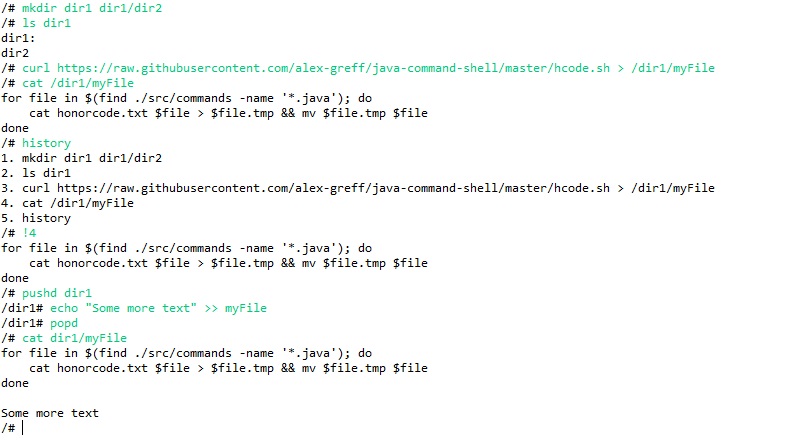 /# mkdir dir1 dir1/dir2
/# ls dir1
dir1:
dir2
/# curl https://raw.githubusercontent.com/alex-greff/java-command-shell/master/hcode.sh > /dir1/myFile
/# cat /dir1/myFile
for file in $(find ./src/commands -name '*.java'); do
    cat honorcode.txt $file > $file.tmp && mv $file.tmp $file
done
/# history
1. mkdir dir1 dir1/dir2
2. ls dir1
3. curl https://raw.githubusercontent.com/alex-greff/java-command-shell/master/hcode.sh > /dir1/myFile
4. cat /dir1/myFile
5. history
/# !4
for file in $(find ./src/commands -name '*.java'); do
    cat honorcode.txt $file > $file.tmp && mv $file.tmp $file
done
/# pushd dir1
/dir1# echo "Some more text" >> myFile
/dir1# popd
/# cat dir1/myFile
for file in $(find ./src/commands -name '*.java'); do
    cat honorcode.txt $file > $file.tmp && mv $file.tmp $file
done

Some more text
/#